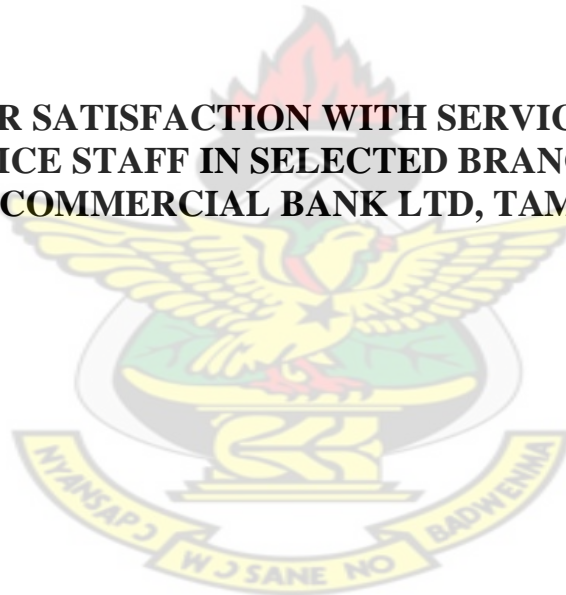 R SATISFACTION WITH SERVIC
ICE STAFF IN SELECTED BRANC
COMMERCIAL BANK LTD, TAM
NYANSAPƆ WƆ SANE NO BADWENMA